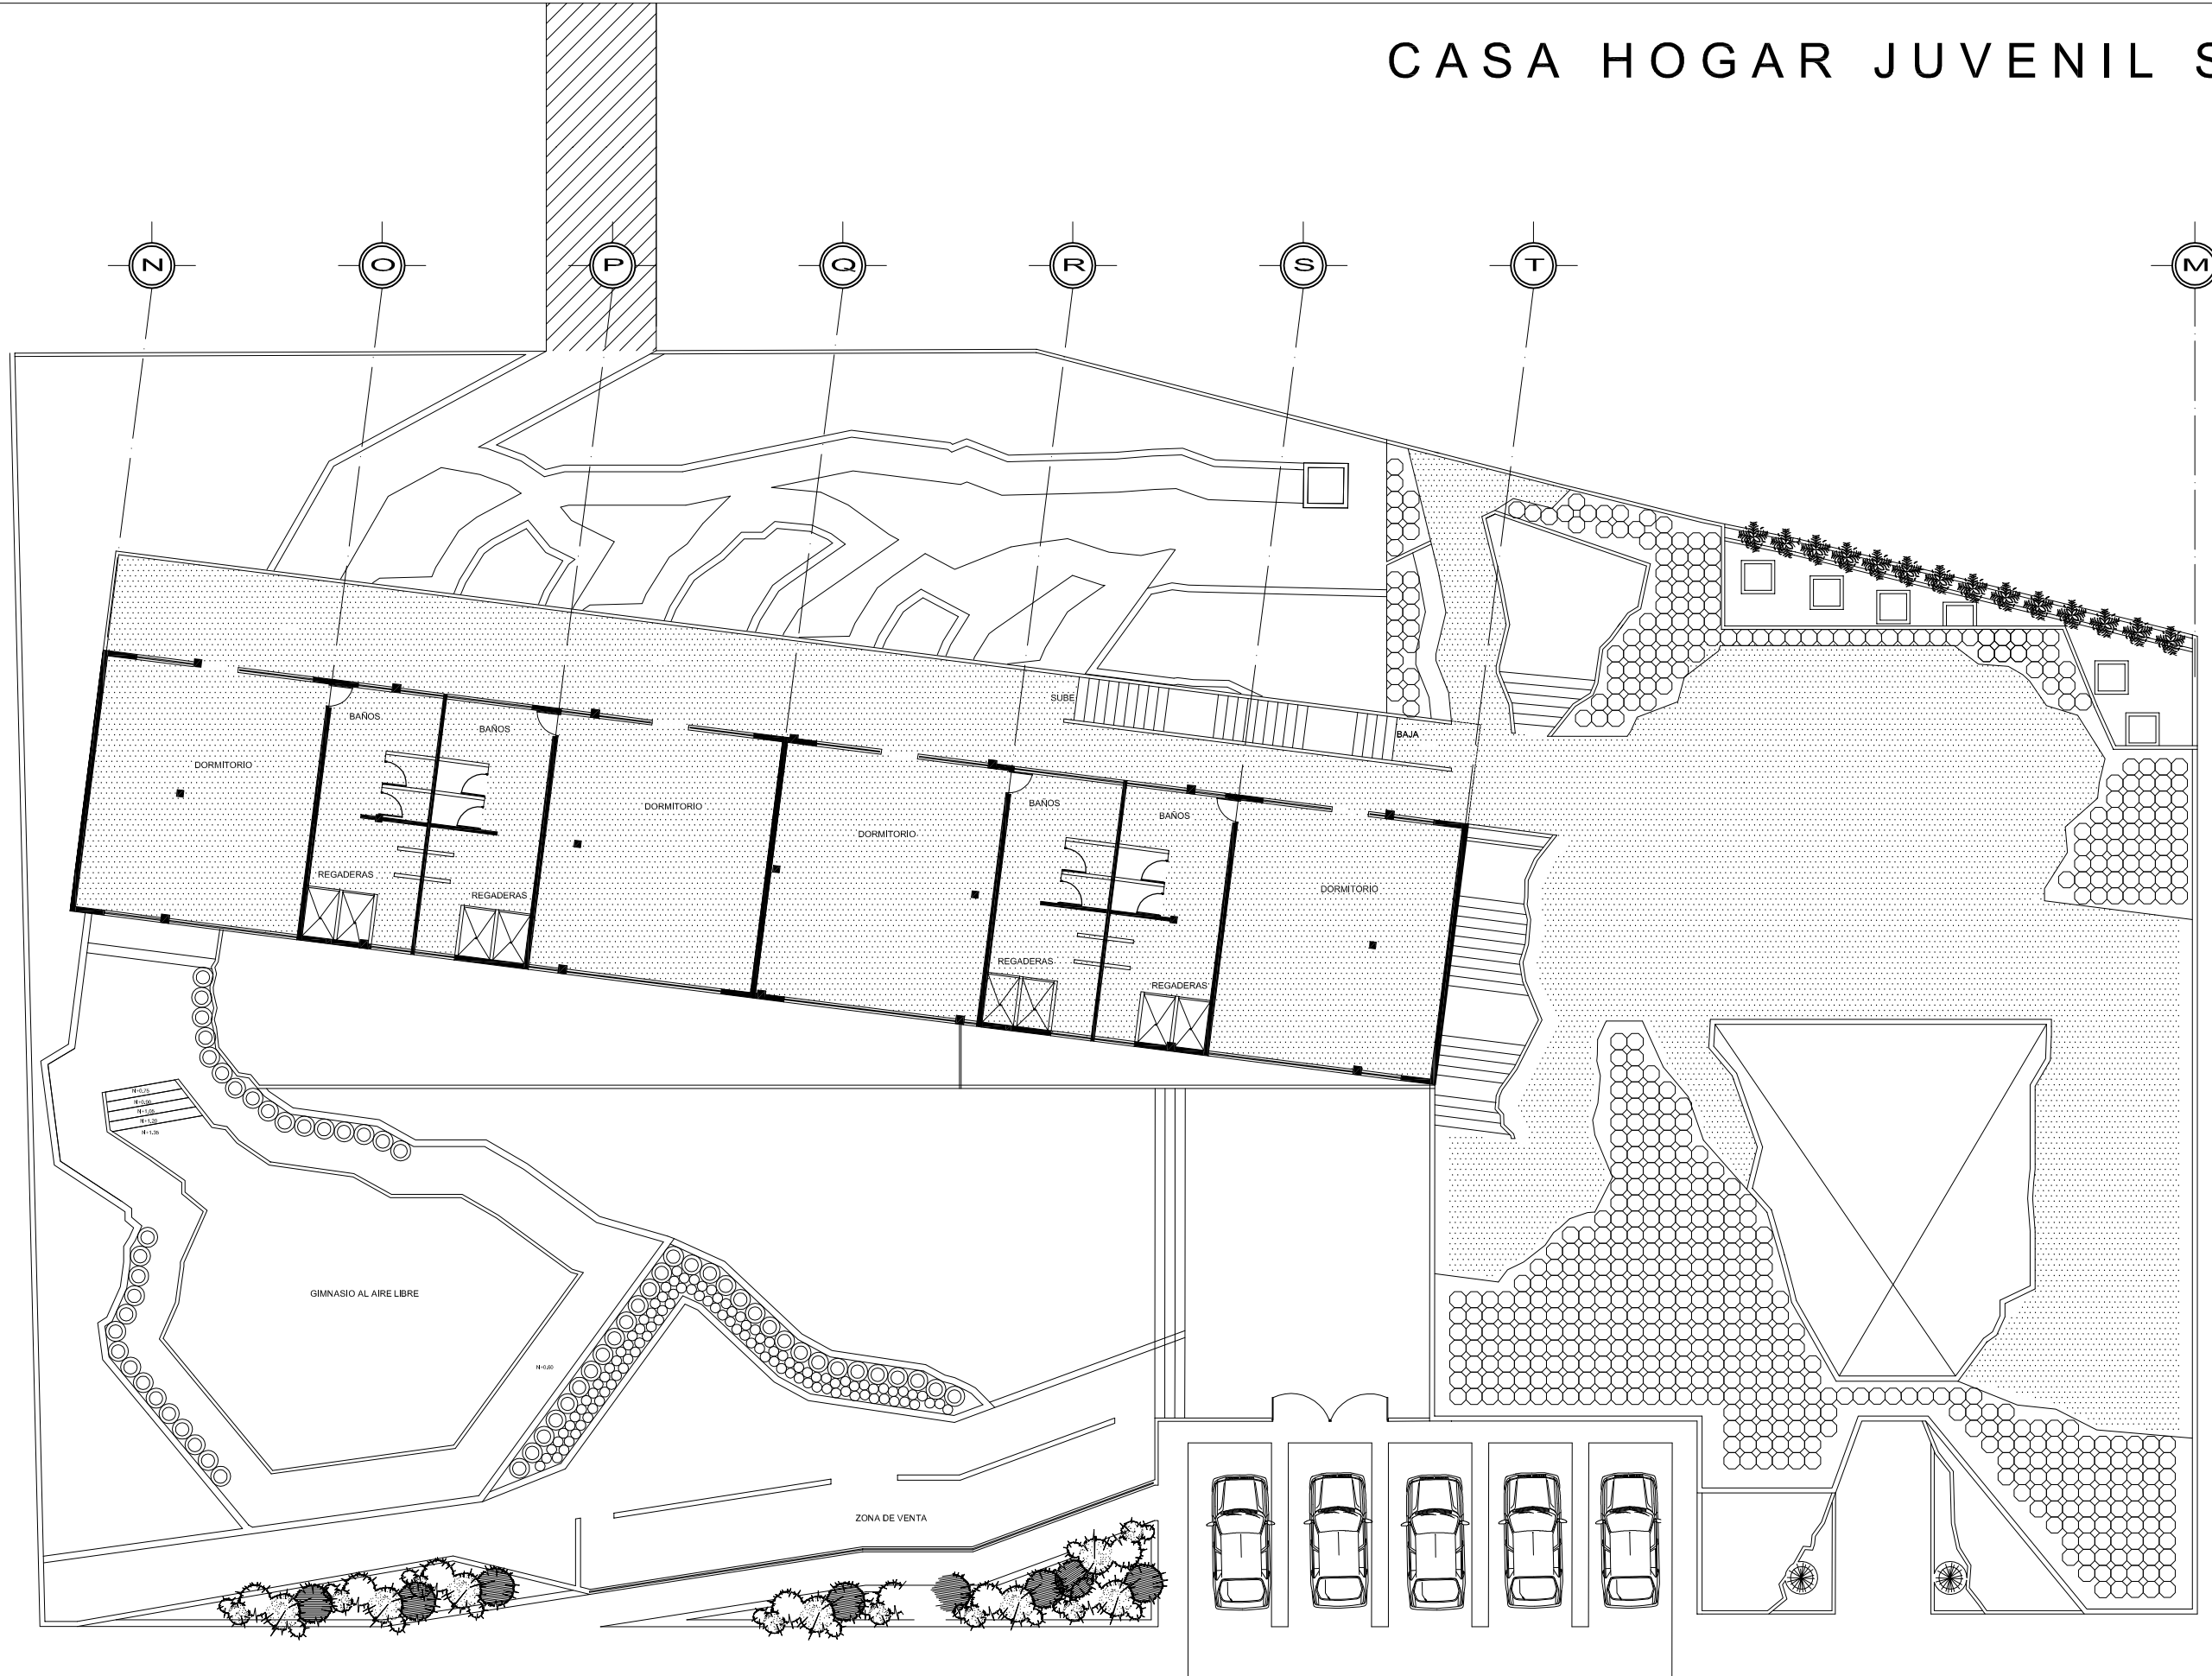 CASA HOGAR JUVENIL S
N O P Q R S T M
SUBE
BAJA
BAÑOS
BAÑOS
DORMITORIO
DORMITORIO
DORMITORIO
BAÑOS
BAÑOS
DORMITORIO
REGADERAS
REGADERAS
REGADERAS
REGADERAS
GIMNASIO AL AIRE LIBRE
ZONA DE VENTA